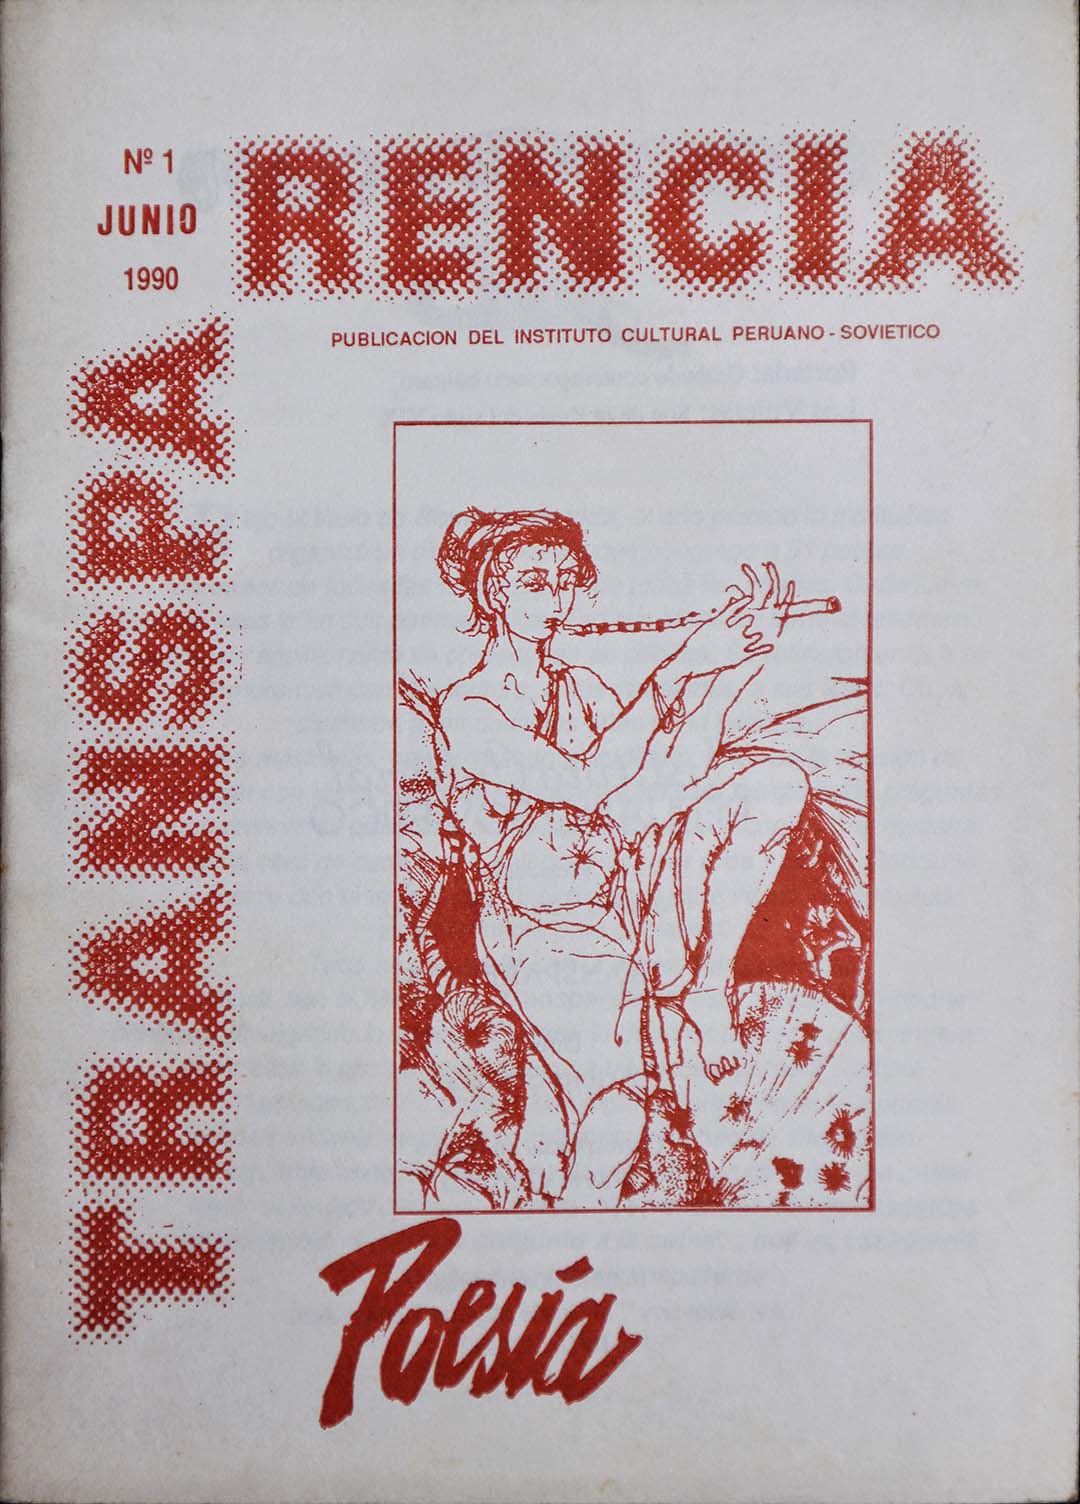 Nº 1
JUNIO
1990
TRANSPA
RENCIA
PUBLICACION DEL INSTITUTO CULTURAL PERUANO - SOVIETICO
Poesía